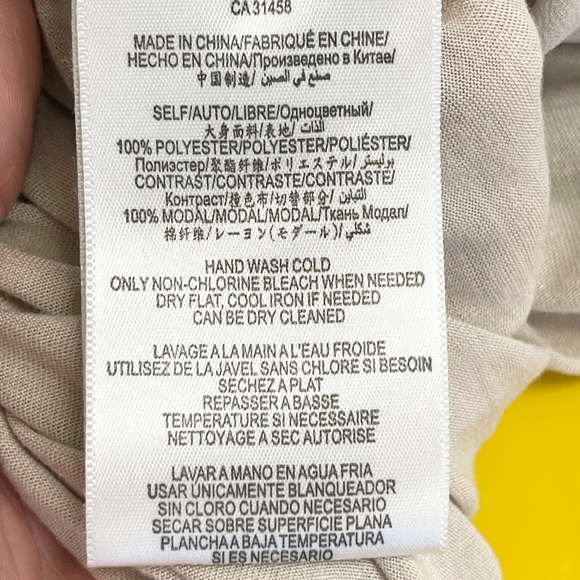 CA 31458
MADE IN CHINA/FABRIQUÉ EN CHINE/
HECHO EN CHINA/Произведено в Китае/
中国制造/ صنع في الصين/
SELF/AUTO/LIBRE/Одноцветный/
大身面料/表地/ الذات/
100% POLYESTER/POLYESTER/POLIÉSTER/
Полиэстер/聚酯纤维/ポリエステル/ بوليستر/
CONTRAST/CONTRASTE/CONTRASTE/
Контраст/撞色布/切替部分/ التباين/
100% MODAL/MODAL/MODAL/Ткань Модал/
棉纤维/レーヨン(モダール)/ شكلي/
HAND WASH COLD
ONLY NON-CHLORINE BLEACH WHEN NEEDED
DRY FLAT, COOL IRON IF NEEDED
CAN BE DRY CLEANED
LAVAGE A LA MAIN A L'EAU FROIDE
UTILISEZ DE LA JAVEL SANS CHLORE SI BESOIN
SECHEZ A PLAT
REPASSER A BASSE
TEMPERATURE SI NECESSAIRE
NETTOYAGE A SEC AUTORISE
LAVAR A MANO EN AGUA FRIA
USAR ÚNICAMENTE BLANQUEADOR
SIN CLORO CUANDO NECESARIO
SECAR SOBRE SUPERFICIE PLANA
PLANCHA A BAJA TEMPERATURA
SI ES NECESARIO